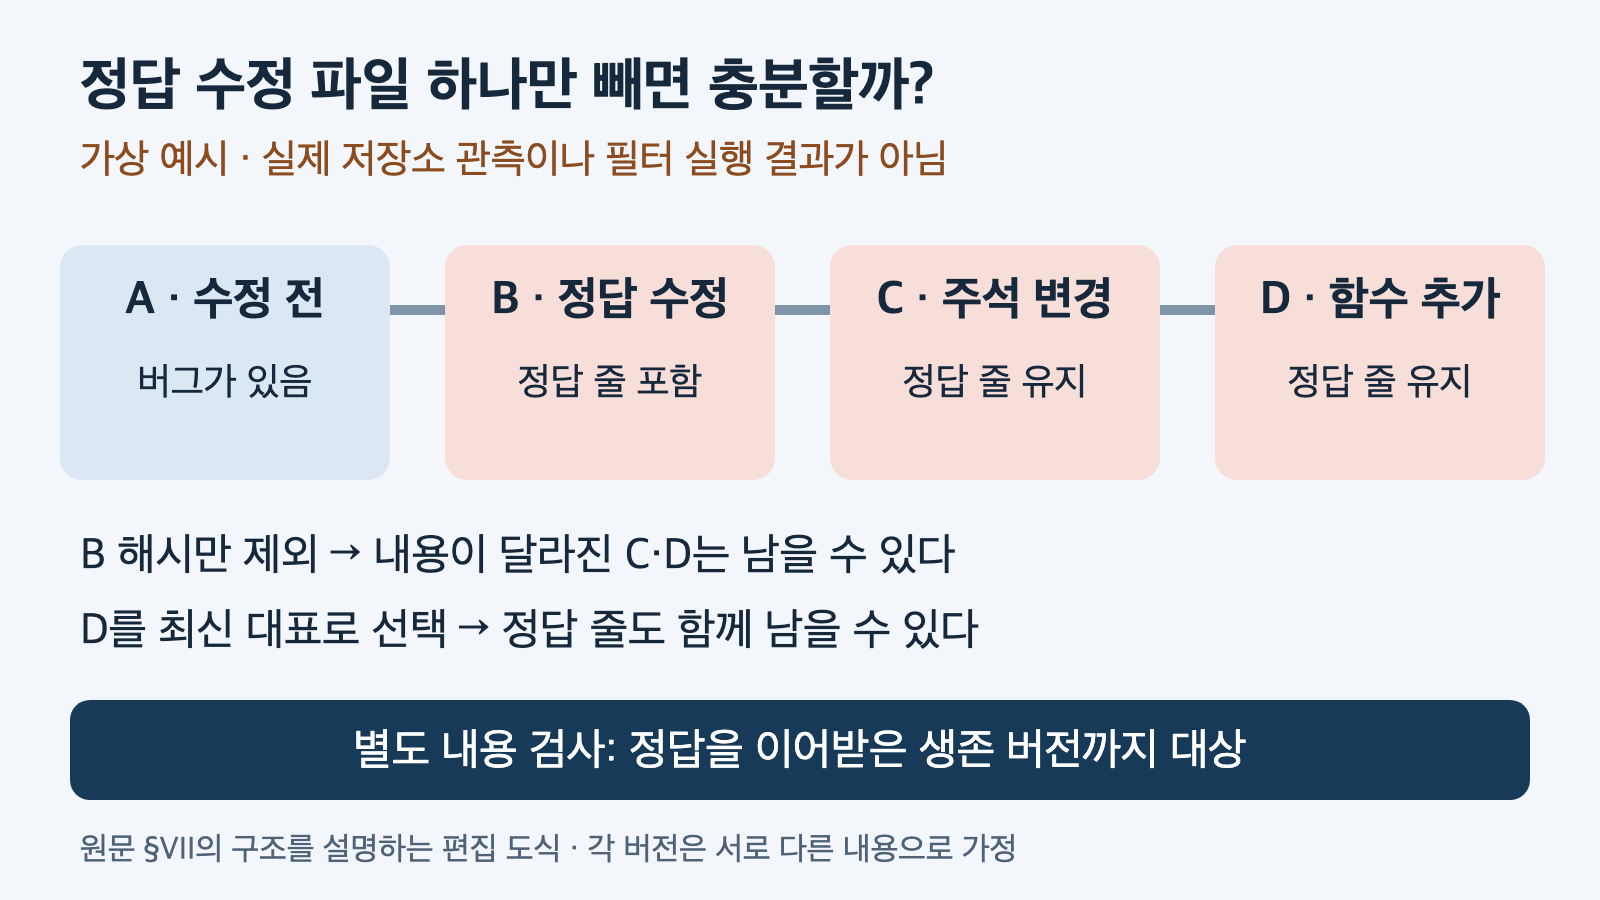 정답 수정 파일 하나만 빼면 충분할까?
가상 예시 · 실제 저장소 관측이나 필터 실행 결과가 아님
A · 수정 전
버그가 있음
B · 정답 수정
정답 줄 포함
C · 주석 변경
정답 줄 유지
D · 함수 추가
정답 줄 유지
B 해시만 제외 → 내용이 달라진 C·D는 남을 수 있다
D를 최신 대표로 선택 → 정답 줄도 함께 남을 수 있다
별도 내용 검사: 정답을 이어받은 생존 버전까지 대상
원문 §VII의 구조를 설명하는 편집 도식 · 각 버전은 서로 다른 내용으로 가정